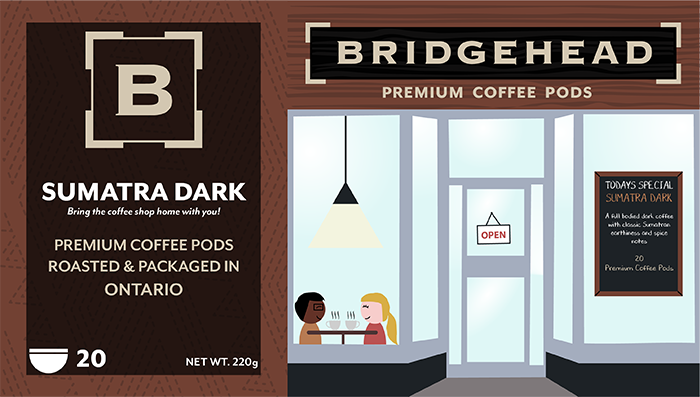 B
SUMATRA DARK
Bring the coffee shop home with you!
PREMIUM COFFEE PODS
ROASTED & PACKAGED IN
ONTARIO
20
NET WT. 220g
BRIDGEHEAD
PREMIUM COFFEE PODS
OPEN
TODAYS SPECIAL
SUMATRA DARK
A full bodied dark coffee
with classic Sumatran
earthiness and spice
notes
20
Premium Coffee Pods